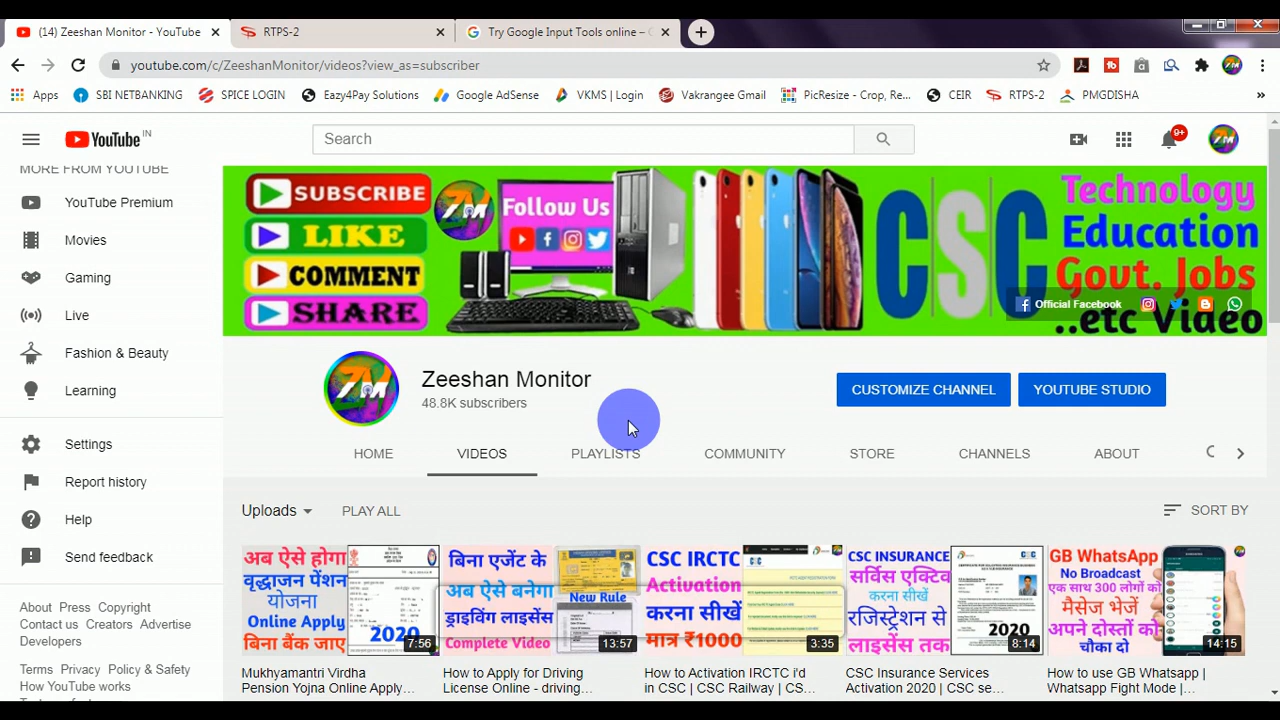 (14) Zeeshan Monitor - YouTube
RTPS-2
Try Google Input Tools online –
youtube.com/c/ZeeshanMonitor/videos?view_as=subscriber
Apps
SBI NETBANKING
SPICE LOGIN
Eazy4Pay Solutions
Google AdSense
VKMS | Login
Vakrangee Gmail
PicResize - Crop, Re...
CEIR
RTPS-2
PMGDISHA
»
YouTube IN
Search
9+
MORE FROM YOUTUBE
YouTube Premium
Movies
Gaming
Live
Fashion & Beauty
Learning
Settings
Report history
Help
Send feedback
About Press Copyright
Contact us Creators Advertise
Developers
Terms Privacy Policy & Safety
How YouTube works
SUBSCRIBE
LIKE
COMMENT
SHARE
ZM
Follow Us
CSC
Technology
Education
Govt. Jobs
..etc Video
Official Facebook
ZM
Zeeshan Monitor
48.8K subscribers
CUSTOMIZE CHANNEL
YOUTUBE STUDIO
HOME
VIDEOS
PLAYLISTS
COMMUNITY
STORE
CHANNELS
ABOUT
Uploads
PLAY ALL
SORT BY
अब ऐसे होगा
वृद्धाजन पेंशन
योजना
Online Apply
बिना बैंक जाए
2020
7:56
Mukhyamantri Virdha
Pension Yojna Online Apply...
बिना एजेंट के
अब ऐसे बनेगा
ड्राइविंग लाइसेंस
Complete Video
New Rule
13:57
How to Apply for Driving
License Online - driving...
CSC IRCTC
Activation
करना सीखें
मात्र ₹1000
3:35
How to Activation IRCTC i'd
in CSC | CSC Railway | CS...
CSC INSURANCE
सर्विस एक्टिव
करना सीखें
रजिस्ट्रेशन से
लाइसेंस तक
2020
8:14
CSC Insurance Services
Activation 2020 | CSC se...
GB WhatsApp
No Broadcast
एक साथ 300 लोगों को
मैसेज भेजें
अपने दोस्तों को
चौका दो
14:15
How to use GB Whatsapp |
Whatsapp Fight Mode |...